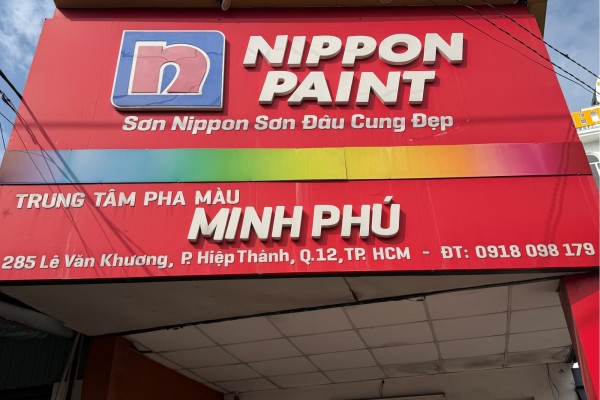 n
NIPPON
PAINT
Sơn Nippon Sơn Đâu Cung Đẹp
TRUNG TÂM PHA MÀU
MINH PHÚ
285 Lê Văn Khương, P. Hiệp Thành, Q.12, TP. HCM - ĐT: 0918 098 179